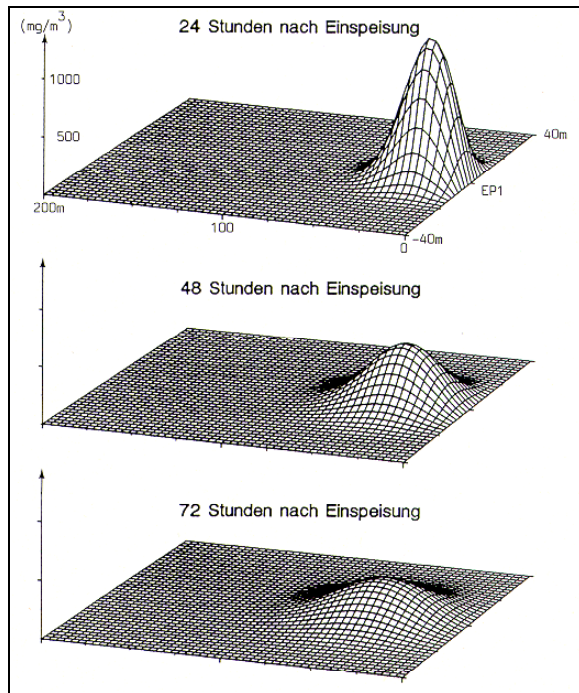 (mg/m³)
24 Stunden nach Einspeisung
1000
500
40m
EP1
200m
100
0
-40m
48 Stunden nach Einspeisung
72 Stunden nach Einspeisung